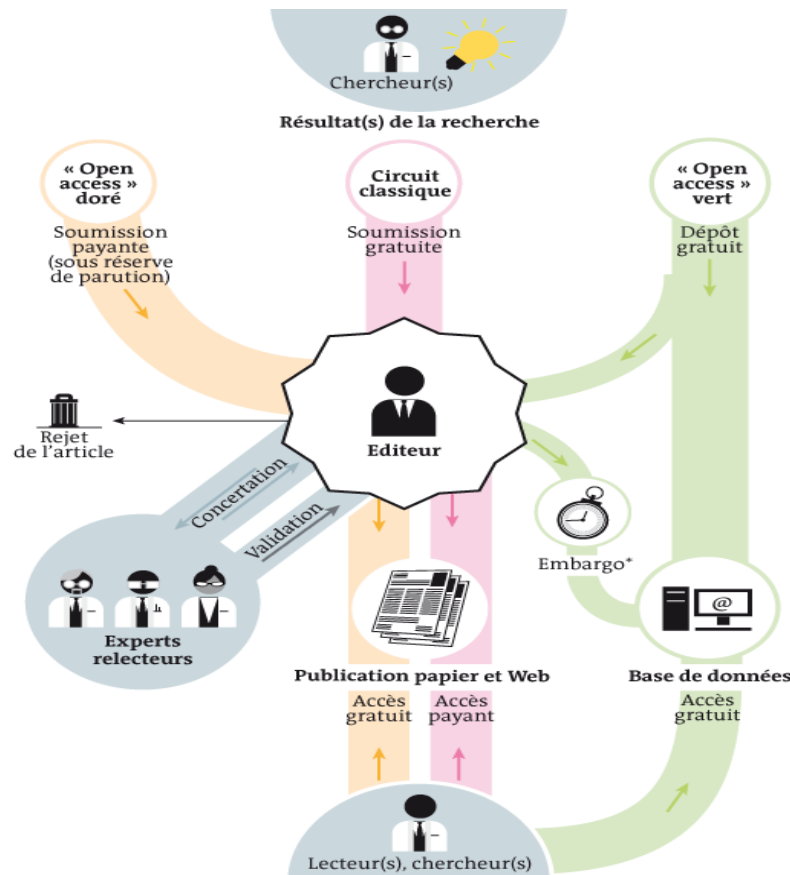 Chercheur(s)
Résultat(s) de la recherche
« Open
access »
doré
Circuit
classique
« Open
access »
vert
Soumission
payante
(sous réserve
de parution)
Soumission
gratuite
Dépôt
gratuit
Editeur
Rejet
de l'article
Concertation
Validation
Embargo*
@
Experts
relecteurs
Publication papier et Web
Base de données
Accès
gratuit
Accès
payant
Accès
gratuit
Lecteur(s), chercheur(s)